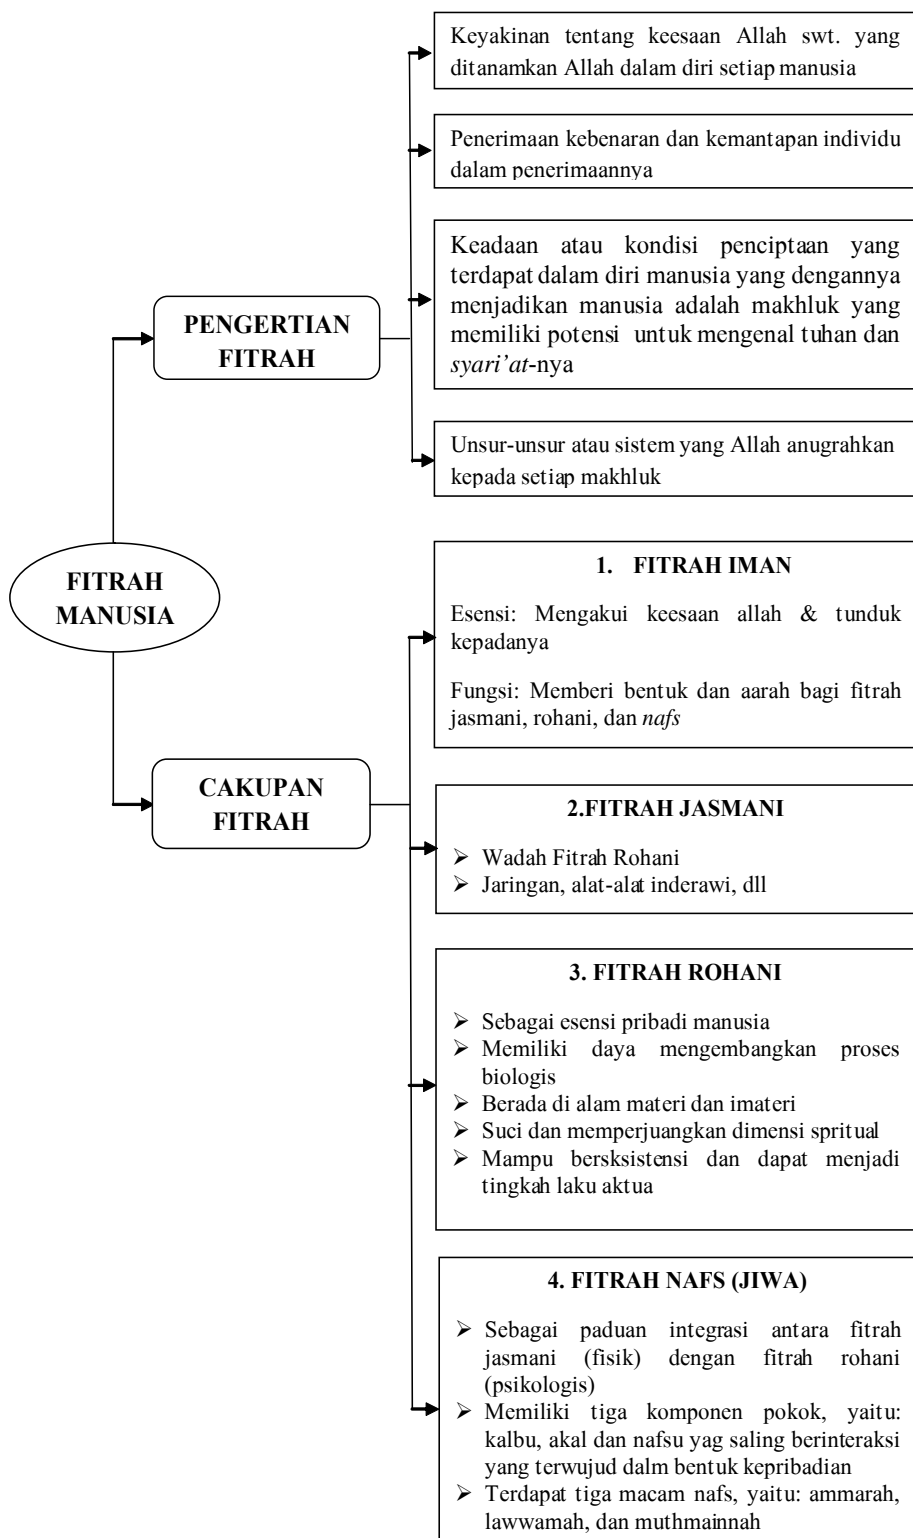 FITRAH
MANUSIA
PENGERTIAN
FITRAH
Keyakinan tentang keesaan Allah swt. yang
ditanamkan Allah dalam diri setiap manusia
Penerimaan kebenaran dan kemantapan individu
dalam penerimaannya
Keadaan atau kondisi penciptaan yang
terdapat dalam diri manusia yang dengannya
menjadikan manusia adalah makhluk yang
memiliki potensi untuk mengenal tuhan dan
syari’at-nya
Unsur-unsur atau sistem yang Allah anugrahkan
kepada setiap makhluk
CAKUPAN
FITRAH
1. FITRAH IMAN
Esensi: Mengakui keesaan allah & tunduk
kepadanya
Fungsi: Memberi bentuk dan aarah bagi fitrah
jasmani, rohani, dan nafs
2.FITRAH JASMANI
➢ Wadah Fitrah Rohani
➢ Jaringan, alat-alat inderawi, dll
3. FITRAH ROHANI
➢ Sebagai esensi pribadi manusia
➢ Memiliki daya mengembangkan proses
biologis
➢ Berada di alam materi dan imateri
➢ Suci dan memperjuangkan dimensi spritual
➢ Mampu bersksistensi dan dapat menjadi
tingkah laku aktua
4. FITRAH NAFS (JIWA)
➢ Sebagai paduan integrasi antara fitrah
jasmani (fisik) dengan fitrah rohani
(psikologis)
➢ Memiliki tiga komponen pokok, yaitu:
kalbu, akal dan nafsu yag saling berinteraksi
yang terwujud dalm bentuk kepribadian
➢ Terdapat tiga macam nafs, yaitu: ammarah,
lawwamah, dan muthmainnah